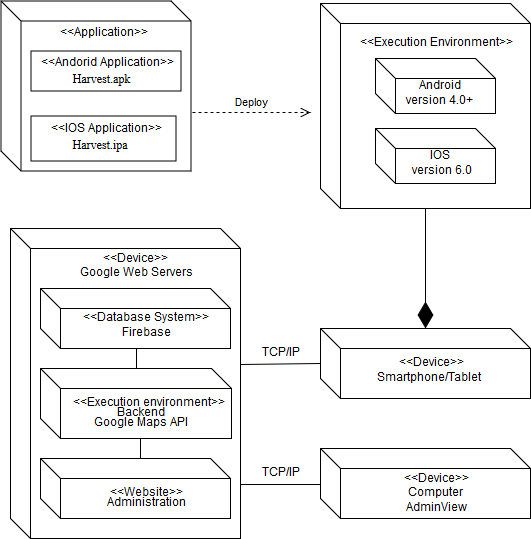 <<Application>>
<<Andorid Application>>
Harvest.apk
<<IOS Application>>
Harvest.ipa
Deploy
<<Execution Environment>>
Android
version 4.0+
IOS
version 6.0
<<Device>>
Google Web Servers
<<Database System>>
Firebase
<<Execution environment>>
Backend
Google Maps API
<<Website>>
Administration
TCP/IP
<<Device>>
Smartphone/Tablet
TCP/IP
<<Device>>
Computer
AdminView